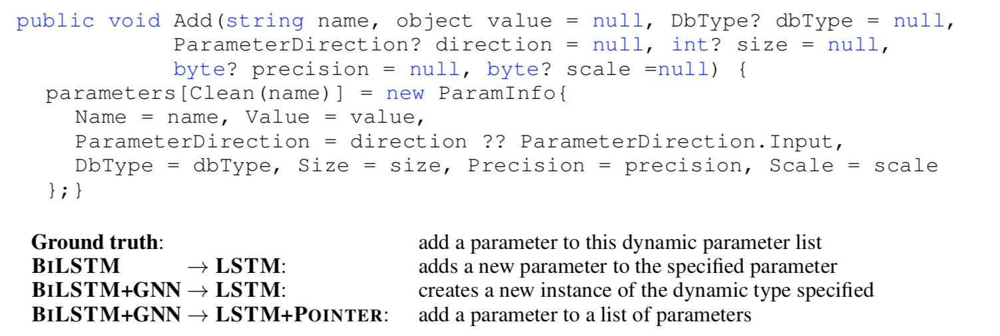 public void Add(string name, object value = null, DbType? dbType = null,
ParameterDirection? direction = null, int? size = null,
byte? precision = null, byte? scale =null) {
parameters[Clean(name)] = new ParamInfo{
Name = name, Value = value,
ParameterDirection = direction ?? ParameterDirection.Input,
DbType = dbType, Size = size, Precision = precision, Scale = scale
};}
Ground truth: add a parameter to this dynamic parameter list
BILSTM → LSTM: adds a new parameter to the specified parameter
BILSTM+GNN → LSTM: creates a new instance of the dynamic type specified
BILSTM+GNN → LSTM+POINTER: add a parameter to a list of parameters